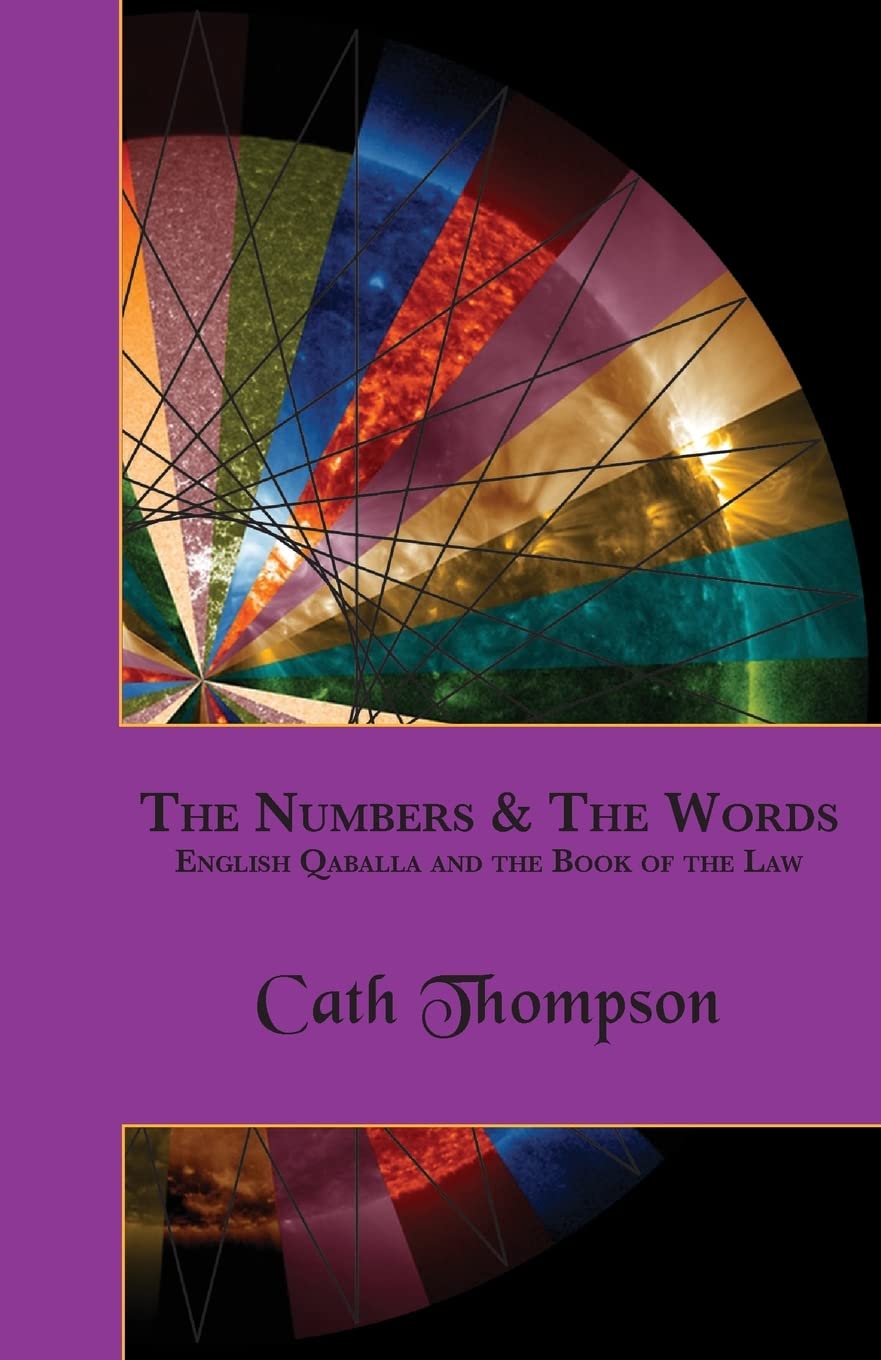 The Numbers & The Words
English Qaballa and the Book of the Law
Cath Thompson